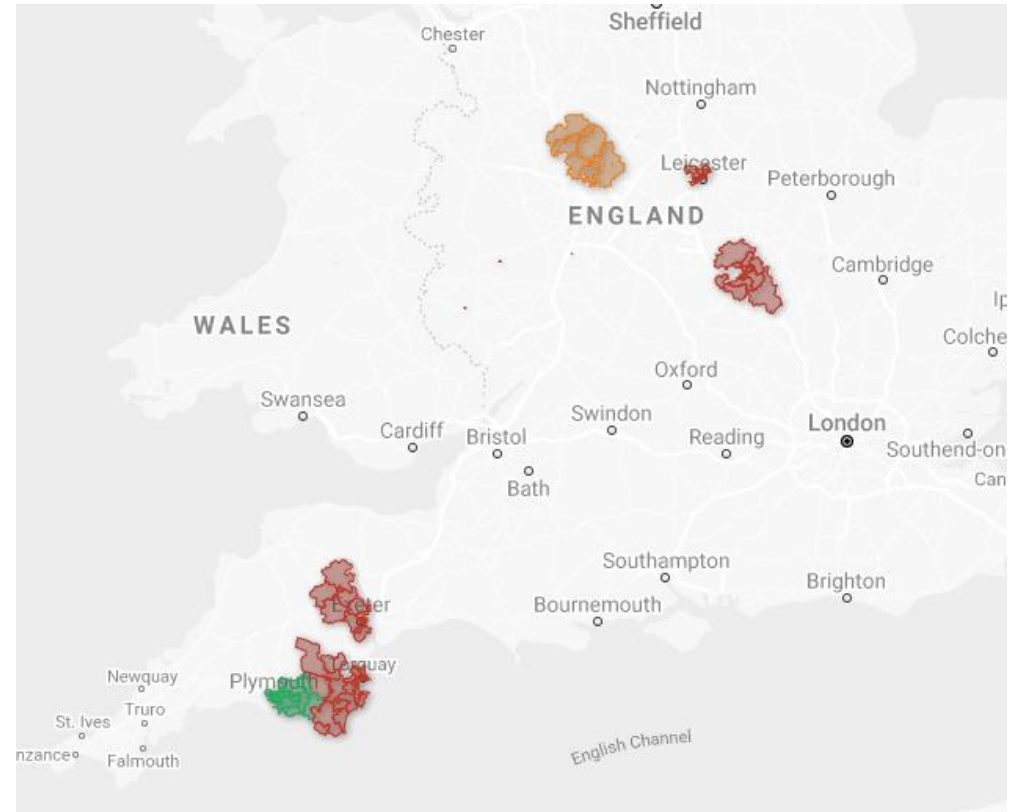 Sheffield
Chester
Nottingham
Leicester
Peterborough
ENGLAND
Cambridge
Ip
WALES
Colche
Oxford
Swansea
Swindon
London
Cardiff
Bristol
Reading
Southend-on
Can
Bath
Southampton
Brighton
Bournemouth
Exeter
Torquay
Newquay
Plymouth
Truro
St. Ives
nzance
Falmouth
English Channel